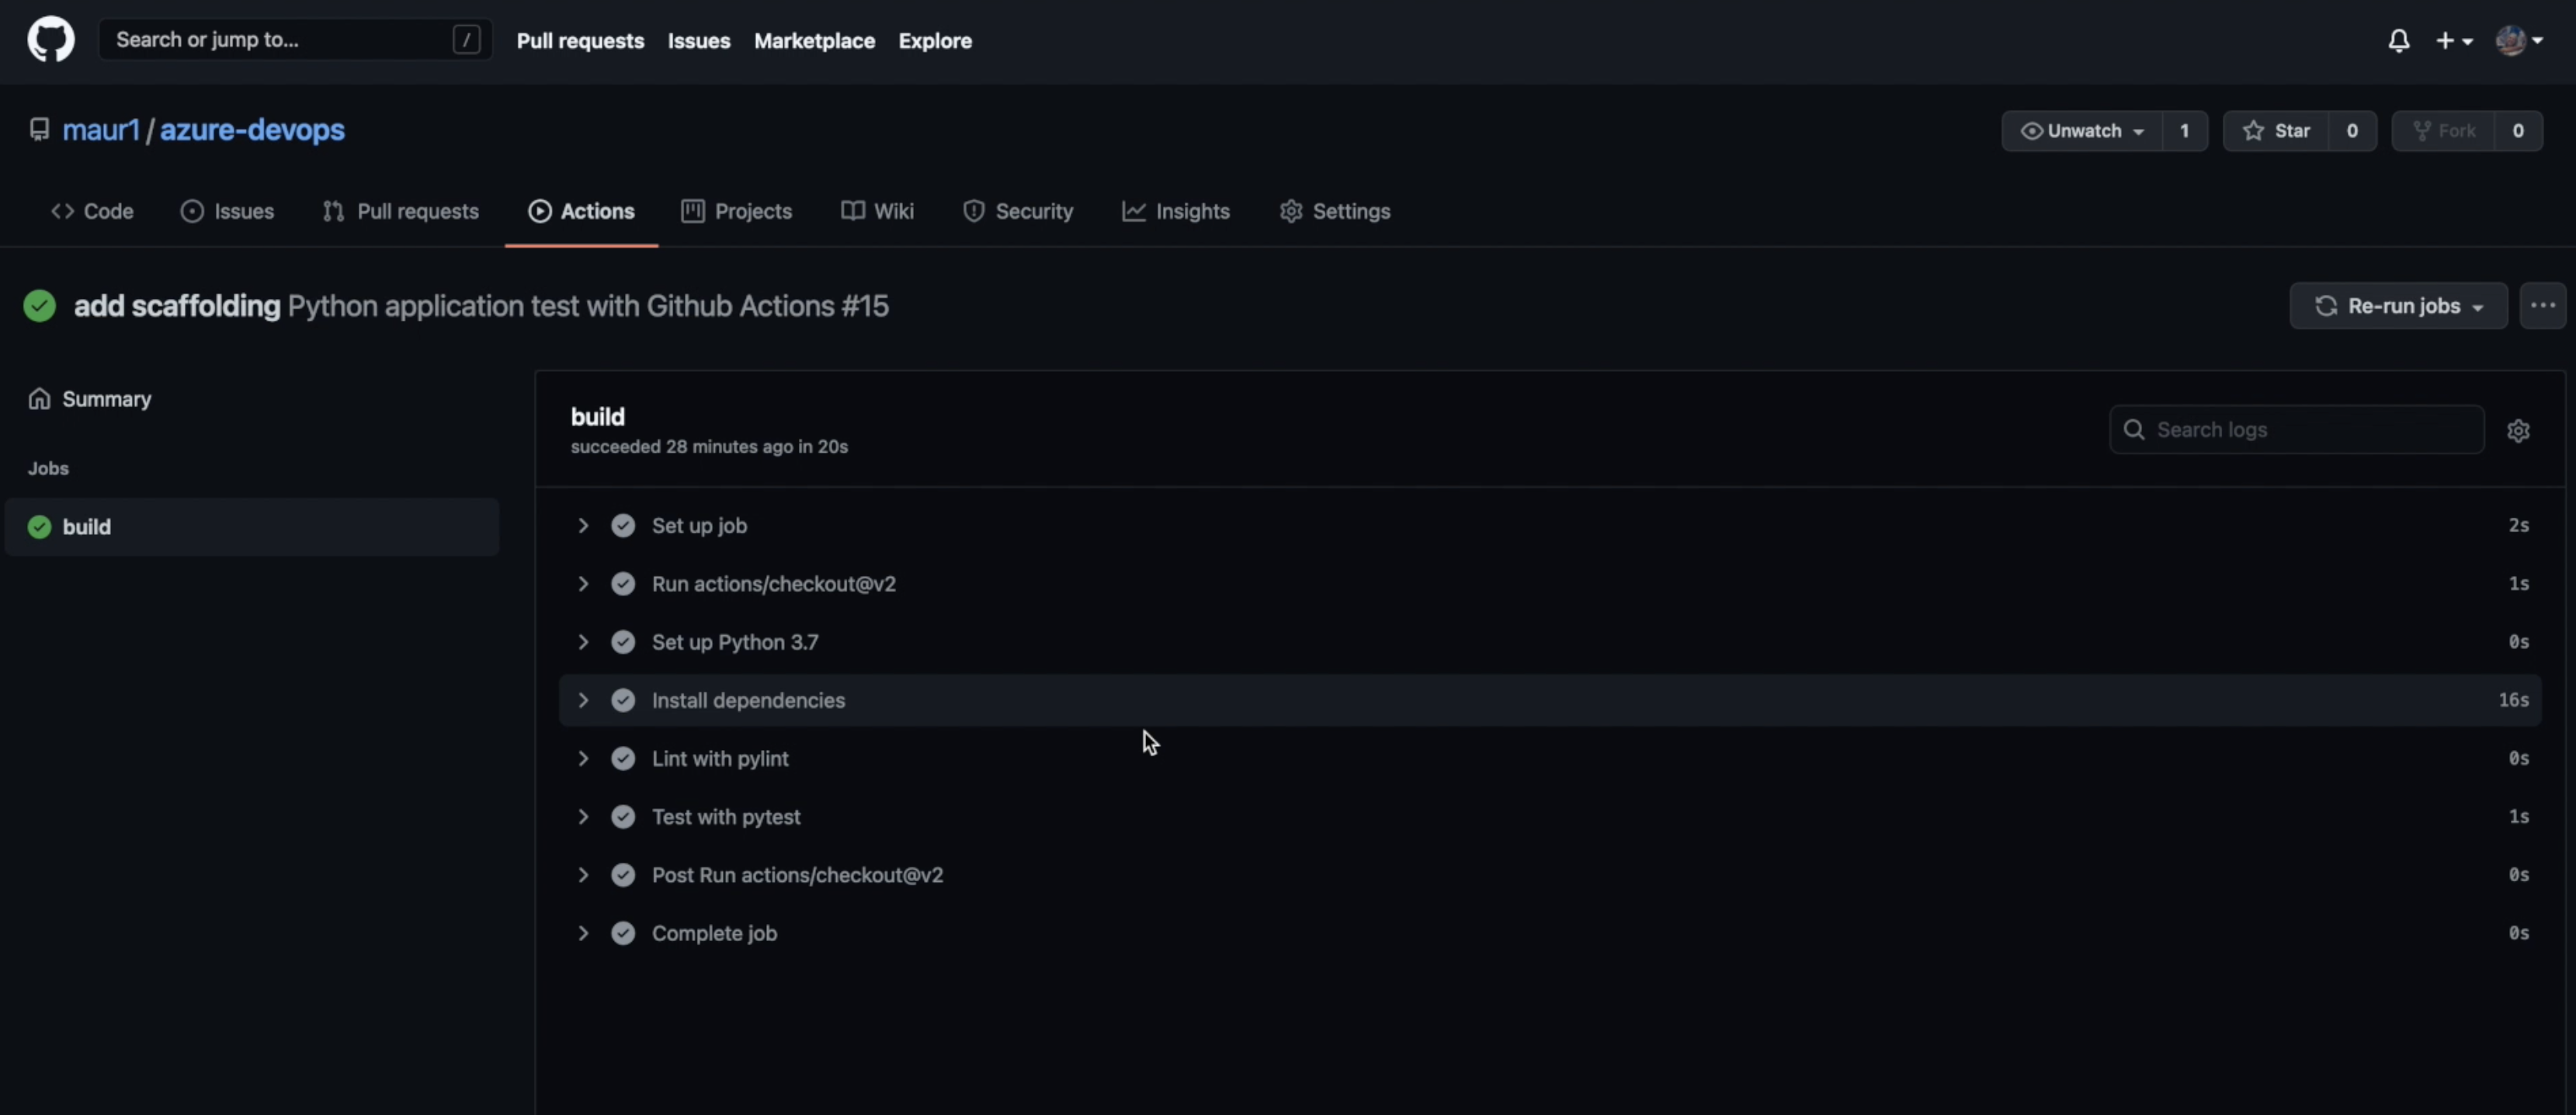 Search or jump to... / Pull requests Issues Marketplace Explore
maur1 / azure-devops Unwatch 1 Star 0 Fork 0
Code Issues Pull requests Actions Projects Wiki Security Insights Settings
add scaffolding Python application test with Github Actions #15 Re-run jobs ...
Summary
Jobs
build
build
succeeded 28 minutes ago in 20s
Search logs
Set up job 2s
Run actions/checkout@v2 1s
Set up Python 3.7 0s
Install dependencies 16s
Lint with pylint 0s
Test with pytest 1s
Post Run actions/checkout@v2 0s
Complete job 0s